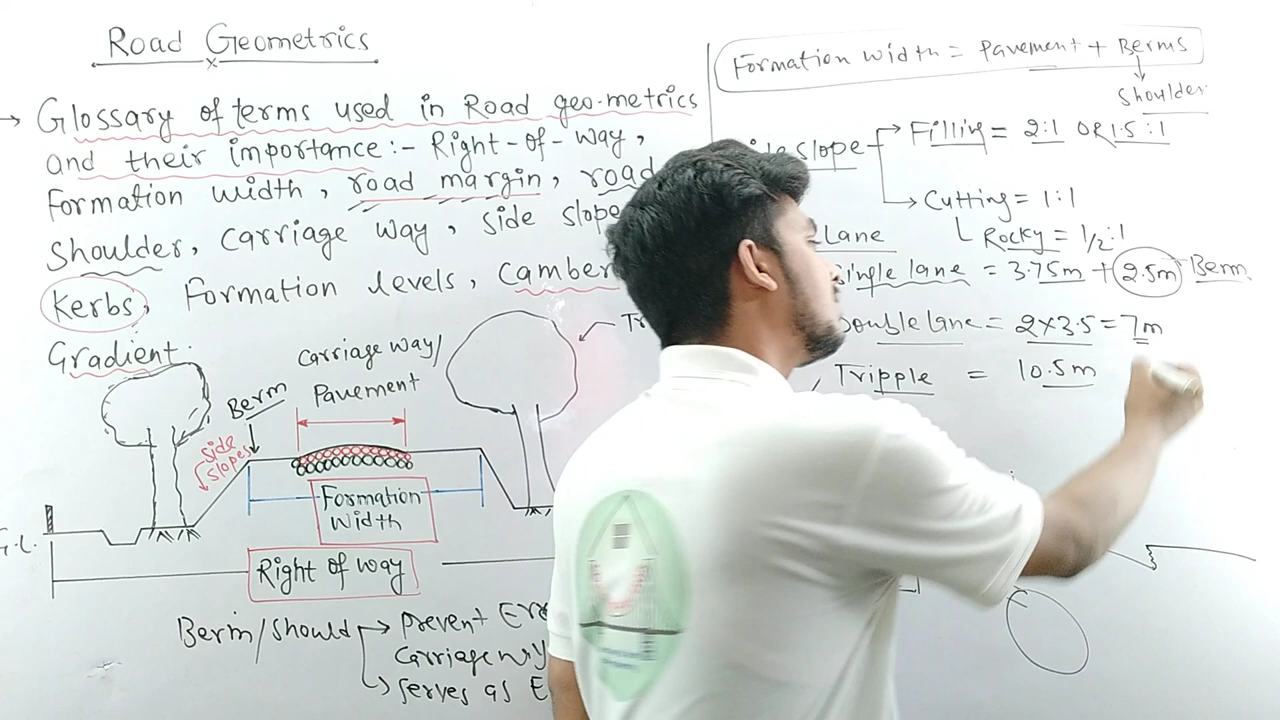 Road Geometrics
→ Glossary of terms used in Road geo-metrics
and their importance:- Right-of-way,
Formation width, road margin, road
Shoulder, Carriage way, side slope
Kerbs, Formation levels, Camber
Gradient.
Carriage way/
Pavement
Berm
side
slopes
Formation
Width
G.L.
Right of way
Berm/Should
→ Prevent
Carriage
→ Serves as
Formation Width = Pavement + Berms
Shoulder
slope
→ Filling = 2:1 OR 1.5:1
→ Cutting = 1:1
Rocky = 1/2:1
Lane
single lane = 3.75m + 2.5m Berm
Double lane = 2x3.5 = 7m
Tripple = 10.5m